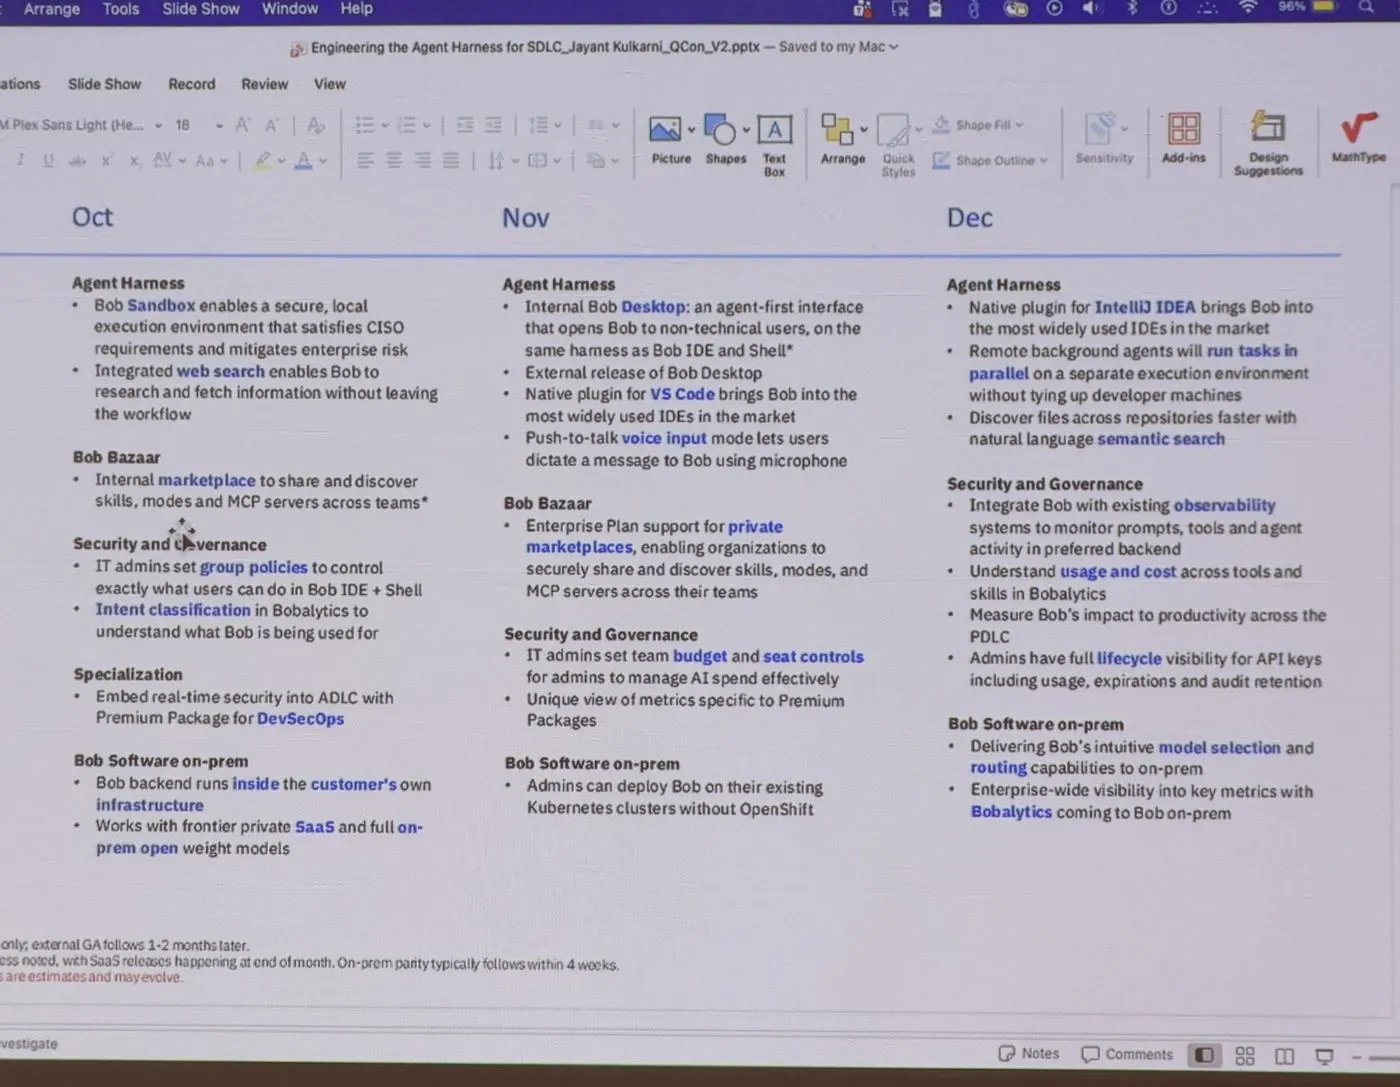 Arrange Tools Slide Show Window Help
96%
Engineering the Agent Harness for SDLC_Jayant Kulkarni_QCon_V2.pptx — Saved to my Mac
ations Slide Show Record Review View
M Plex Sans Light (He... 18
Picture Shapes Text Box Arrange Quick Styles Shape Fill Shape Outline Sensitivity Add-ins Design Suggestions MathType
Oct
Agent Harness
• Bob Sandbox enables a secure, local
execution environment that satisfies CISO
requirements and mitigates enterprise risk
• Integrated web search enables Bob to
research and fetch information without leaving
the workflow
Bob Bazaar
• Internal marketplace to share and discover
skills, modes and MCP servers across teams*
Security and Governance
• IT admins set group policies to control
exactly what users can do in Bob IDE + Shell
• Intent classification in Bobalytics to
understand what Bob is being used for
Specialization
• Embed real-time security into ADLC with
Premium Package for DevSecOps
Bob Software on-prem
• Bob backend runs inside the customer's own
infrastructure
• Works with frontier private SaaS and full on-
prem open weight models
Nov
Agent Harness
• Internal Bob Desktop: an agent-first interface
that opens Bob to non-technical users, on the
same harness as Bob IDE and Shell*
• External release of Bob Desktop
• Native plugin for VS Code brings Bob into the
most widely used IDEs in the market
• Push-to-talk voice input mode lets users
dictate a message to Bob using microphone
Bob Bazaar
• Enterprise Plan support for private
marketplaces, enabling organizations to
securely share and discover skills, modes, and
MCP servers across their teams
Security and Governance
• IT admins set team budget and seat controls
for admins to manage AI spend effectively
• Unique view of metrics specific to Premium
Packages
Bob Software on-prem
• Admins can deploy Bob on their existing
Kubernetes clusters without OpenShift
Dec
Agent Harness
• Native plugin for IntelliJ IDEA brings Bob into
the most widely used IDEs in the market
• Remote background agents will run tasks in
parallel on a separate execution environment
without tying up developer machines
• Discover files across repositories faster with
natural language semantic search
Security and Governance
• Integrate Bob with existing observability
systems to monitor prompts, tools and agent
activity in preferred backend
• Understand usage and cost across tools and
skills in Bobalytics
• Measure Bob's impact to productivity across the
PDLC
• Admins have full lifecycle visibility for API keys
including usage, expirations and audit retention
Bob Software on-prem
• Delivering Bob's intuitive model selection and
routing capabilities to on-prem
• Enterprise-wide visibility into key metrics with
Bobalytics coming to Bob on-prem
only; external GA follows 1-2 months later.
ess noted, with SaaS releases happening at end of month. On-prem parity typically follows within 4 weeks.
s are estimates and may evolve.
vestigate
Notes Comments